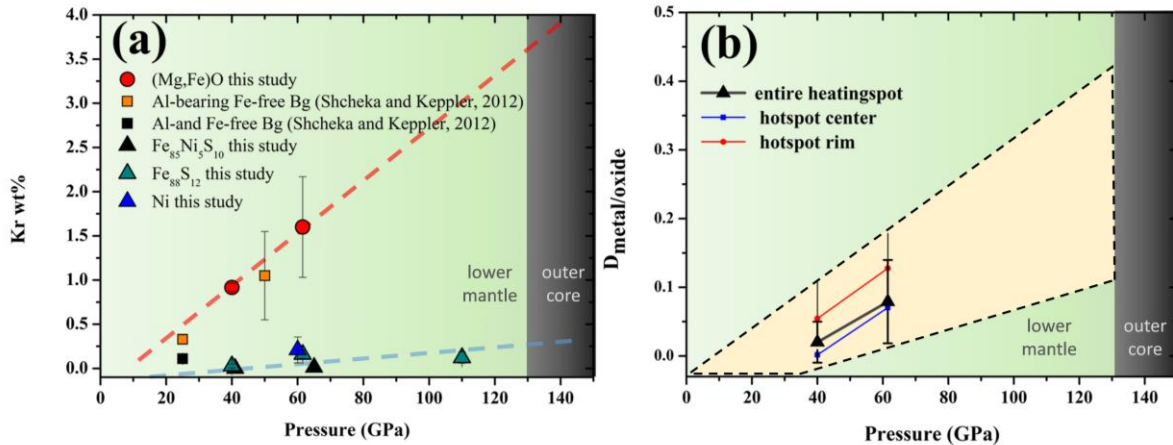 (a)
4.0
3.5
3.0
2.5
2.0
1.5
1.0
0.5
0.0
Kr wt%
(Mg,Fe)O this study
Al-bearing Fe-free Bg (Shcheka and Keppler, 2012)
Al-and Fe-free Bg (Shcheka and Keppler, 2012)
Fe85Ni5S10 this study
Fe88S12 this study
Ni this study
lower
mantle
outer
core
0 20 40 60 80 100 120 140
Pressure (GPa)
(b)
0.5
0.4
0.3
0.2
0.1
0.0
Dmetal/oxide
entire heatingspot
hotspot center
hotspot rim
lower
mantle
outer
core
0 20 40 60 80 100 120 140
Pressure (GPa)